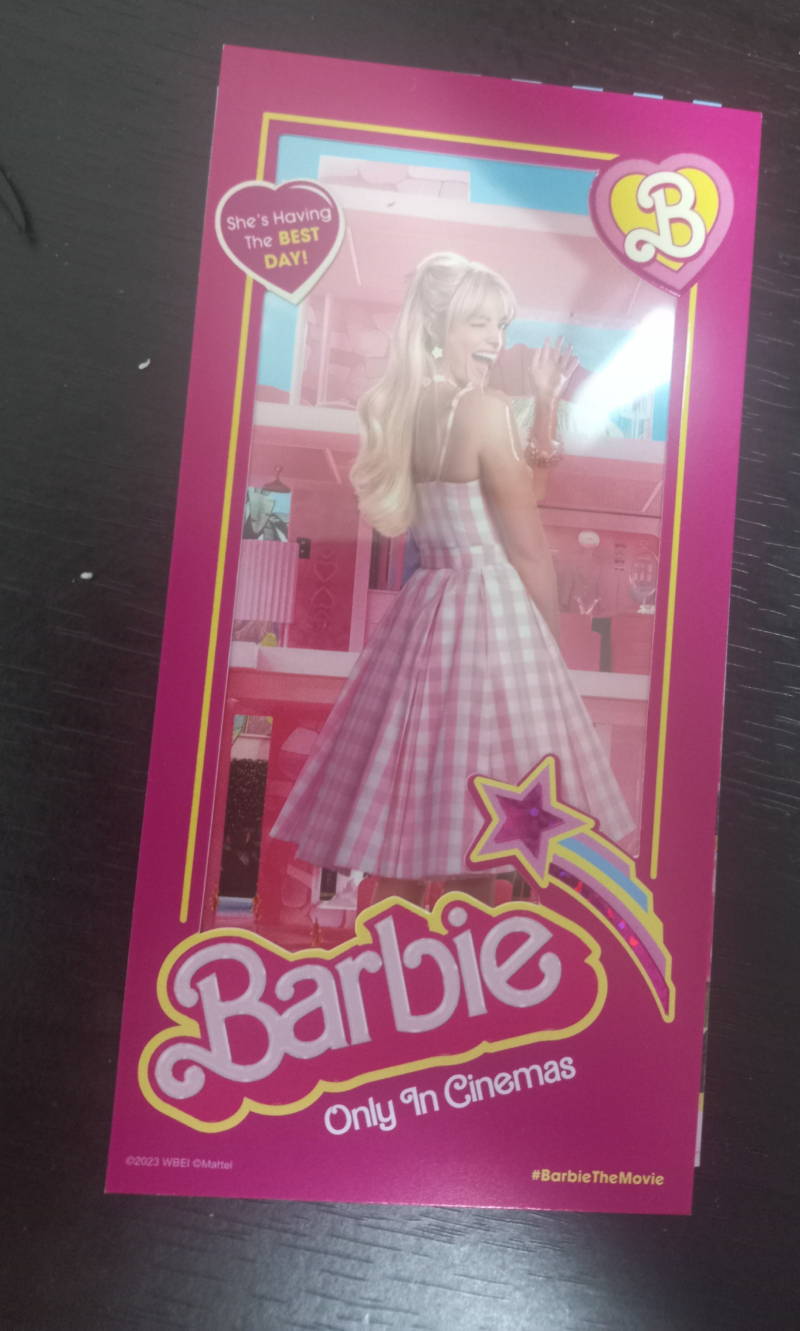 She's Having
The BEST
DAY!
B
Barbie
Only In Cinemas
©2023 WBEI ©Mattel
#BarbieTheMovie